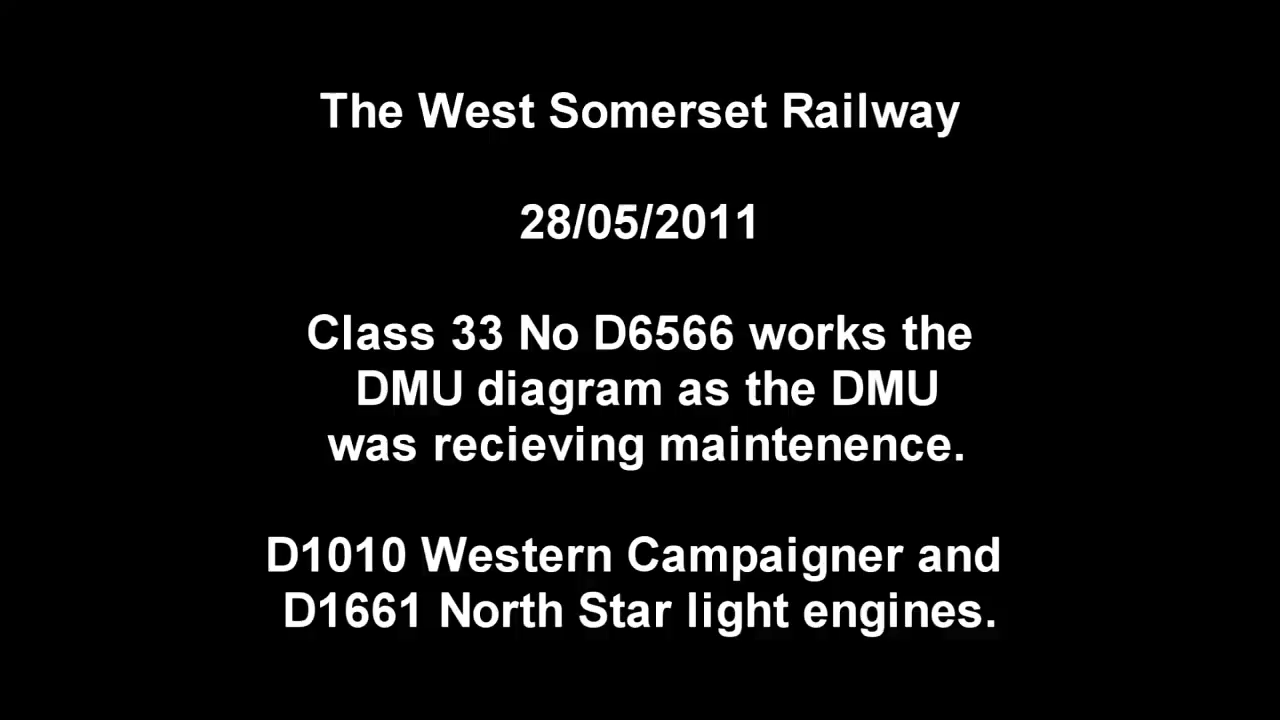 The West Somerset Railway
28/05/2011
Class 33 No D6566 works the
DMU diagram as the DMU
was recieving maintenence.
D1010 Western Campaigner and
D1661 North Star light engines.